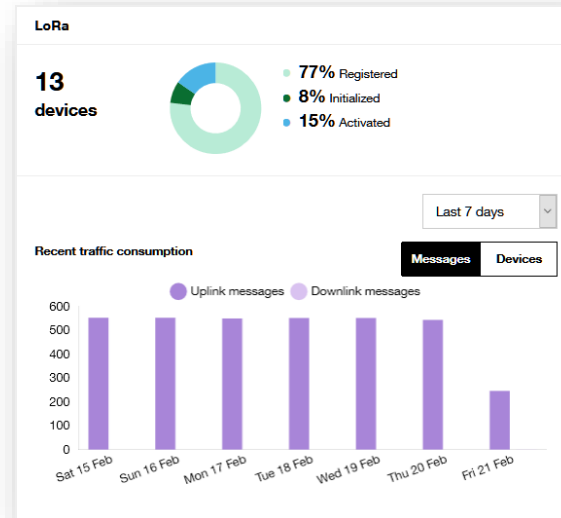 LoRa
13
devices
77% Registered
8% Initialized
15% Activated
Last 7 days
Recent traffic consumption
Messages
Devices
Uplink messages
Downlink messages
600
500
400
300
200
100
0
Sat 15 Feb
Sun 16 Feb
Mon 17 Feb
Tue 18 Feb
Wed 19 Feb
Thu 20 Feb
Fri 21 Feb